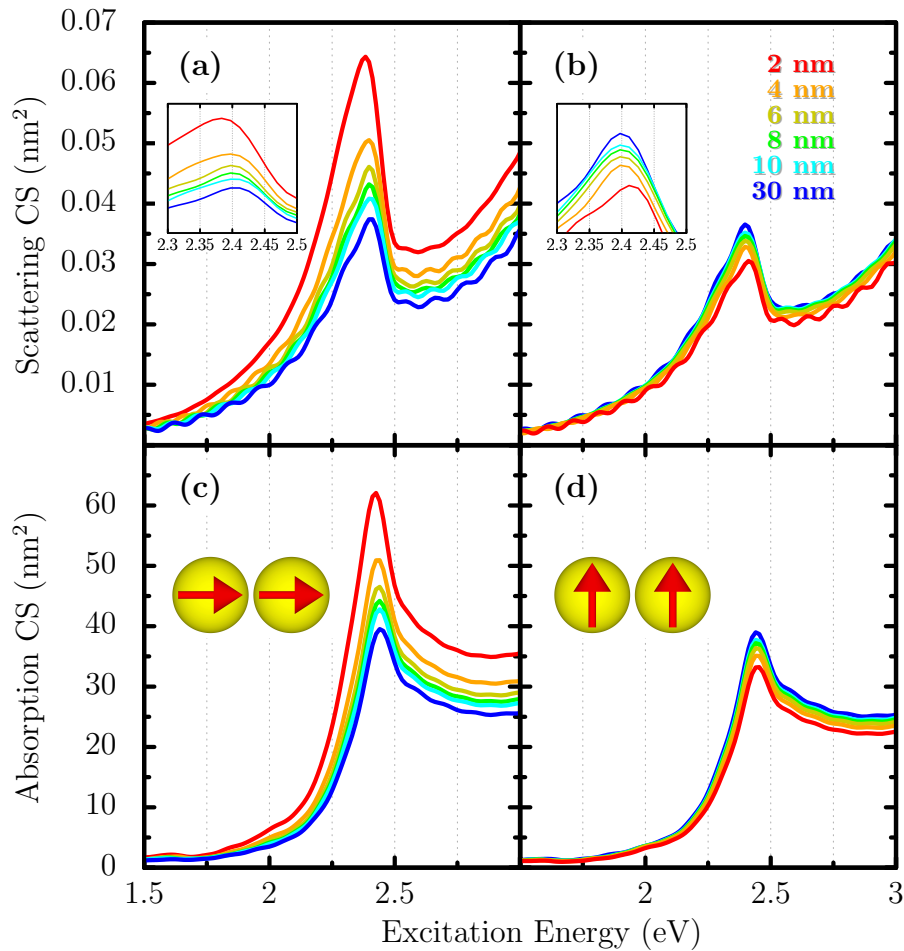 0.07
0.06
0.05
0.04
0.03
0.02
0.01
Scattering CS (nm²)
(a)
2.3 2.35 2.4 2.45 2.5
(b)
2.3 2.35 2.4 2.45 2.5
2 nm
4 nm
6 nm
8 nm
10 nm
30 nm
60
50
40
30
20
10
0
Absorption CS (nm²)
(c)
(d)
1.5 2 2.5 2 2.5 3
Excitation Energy (eV)